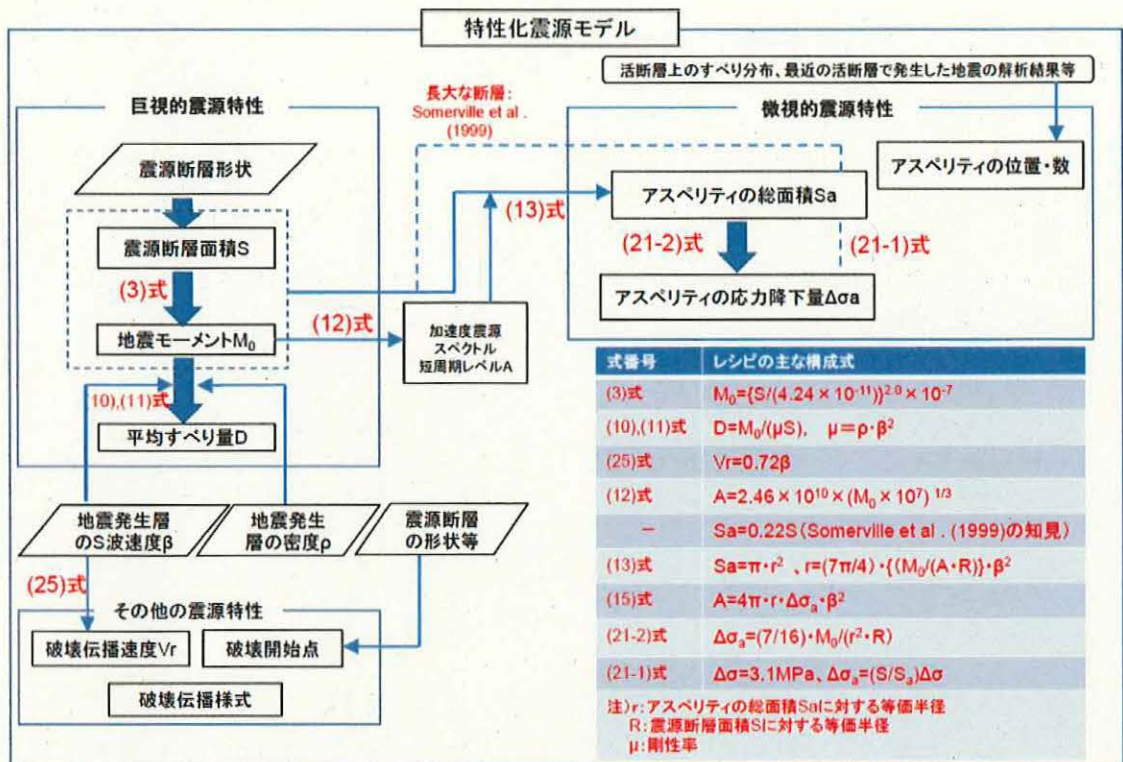 特性化震源モデル
活断層上のすべり分布、最近の活断層で発生した地震の解析結果等
長大な断層:
Somerville et al .
(1999)
巨視的震源特性
微視的震源特性
震源断層形状
アスペリティの位置・数
(13)式
アスペリティの総面積Sa
震源断層面積S
(21-2)式
(21-1)式
(3)式
アスペリティの応力降下量Δσa
(12)式
地震モーメントM₀
加速度震源
スペクトル
短周期レベルA
10),(11)式
平均すべり量D
地震発生層
のS波速度β
地震発生
層の密度ρ
震源断層
の形状等
(25)式
その他の震源特性
破壊伝播速度Vr
破壊開始点
破壊伝播様式
式番号 レシピの主な構成式
(3)式 M₀={S/(4.24×10⁻¹¹)}²·⁰×10⁻⁷
(10),(11)式 D=M₀/(μS), μ=ρ・β²
(25)式 Vr=0.72β
(12)式 A=2.46×10¹⁰×(M₀×10⁷)¹/³
− Sa=0.22S(Somerville et al . (1999)の知見)
(13)式 Sa=π・r² 、r=(7π/4)・{(M₀/(A・R)}・β²
(15)式 A=4π・r・Δσₐ・β²
(21-2)式 Δσₐ=(7/16)・M₀/(r²・R)
(21-1)式 Δσ=3.1MPa、Δσₐ=(S/Sₐ)Δσ
注)r:アスペリティの総面積Saに対する等価半径
R:震源断層面積Sに対する等価半径
μ:剛性率